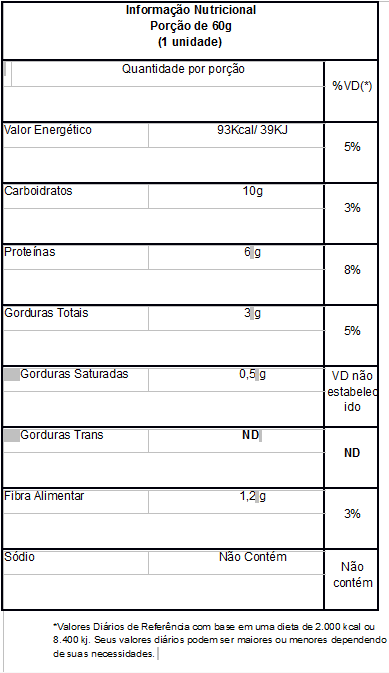 Informação Nutricional
Porção de 60g
(1 unidade)
Quantidade por porção
%VD(*)
Valor Energético
93Kcal/ 39KJ
5%
Carboidratos
10g
3%
Proteínas
6 g
8%
Gorduras Totais
3 g
5%
Gorduras Saturadas
0,5 g
VD não
estabelec
ido
Gorduras Trans
ND
ND
Fibra Alimentar
1,2 g
3%
Sódio
Não Contém
Não
contém
*Valores Diários de Referência com base em uma dieta de 2.000 kcal ou
8.400 kj. Seus valores diários podem ser maiores ou menores dependendo
de suas necessidades.